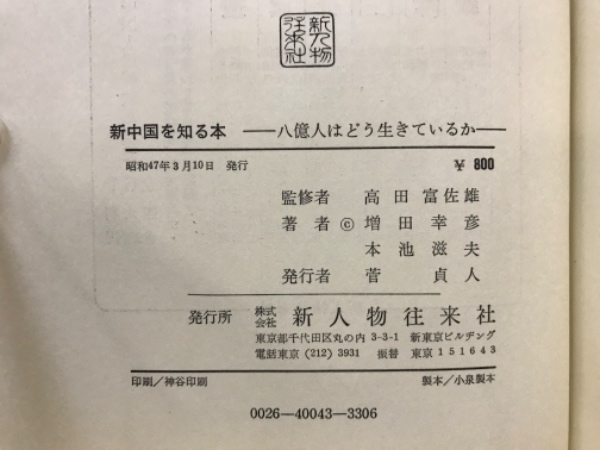 新人物
往来社
新中国を知る本 ——八億人はどう生きているか——
昭和47年3月10日 発行 ¥ 800
監修者 高田富佐雄
著者 © 増田幸彦
本池滋夫
発行者 菅貞人
発行所 株式会社 新人物往来社
東京都千代田区丸の内 3-3-1 新東京ビルヂング
電話東京 (212) 3931 振替 東京 151643
印刷/神谷印刷 製本/小泉製本
0026-40043-3306